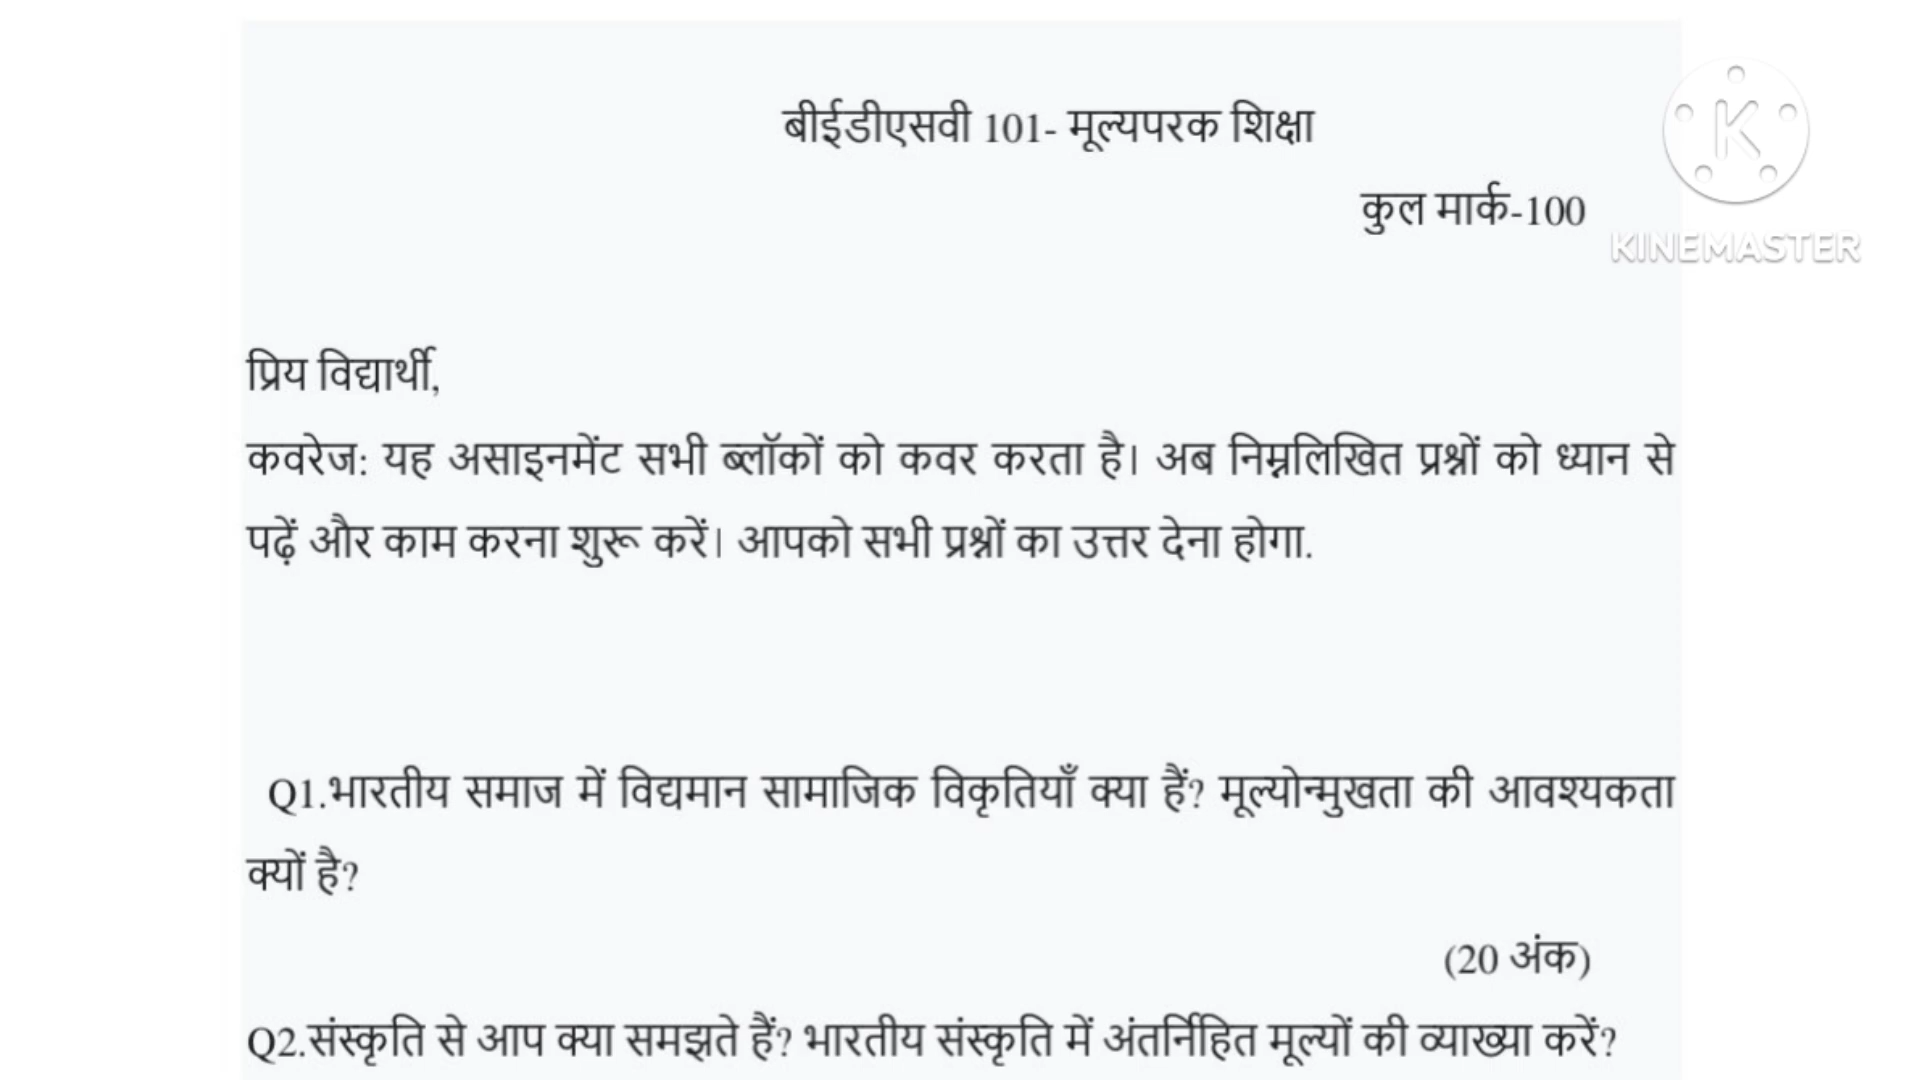 बीईडीएसवी 101- मूल्यपरक शिक्षा
कुल मार्क-100
K
KINEMASTER
प्रिय विद्यार्थी,
कवरेज: यह असाइनमेंट सभी ब्लॉकों को कवर करता है। अब निम्नलिखित प्रश्नों को ध्यान से
पढ़ें और काम करना शुरू करें। आपको सभी प्रश्नों का उत्तर देना होगा.
Q1.भारतीय समाज में विद्यमान सामाजिक विकृतियाँ क्या हैं? मूल्योन्मुखता की आवश्यकता
क्यों है?
(20 अंक)
Q2.संस्कृति से आप क्या समझते हैं? भारतीय संस्कृति में अंतर्निहित मूल्यों की व्याख्या करें?